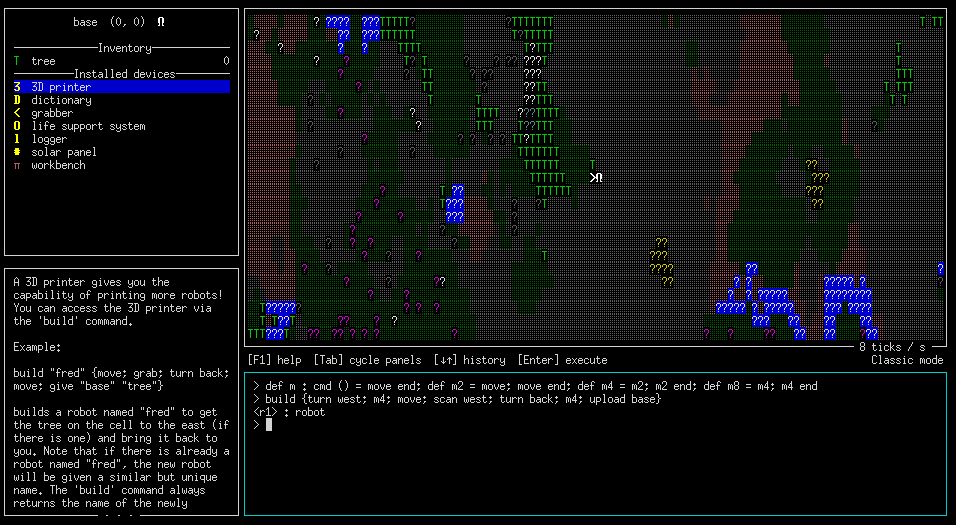 base (0, 0) Ω
Inventory
T tree 0
Installed devices
3 3D printer
D dictionary
< grabber
O life support system
l logger
# solar panel
π workbench
A 3D printer gives you the
capability of printing more robots!
You can access the 3D printer via
the 'build' command.
Example:
build "fred" {move; grab; turn back;
move; give "base" "tree"}
builds a robot named "fred" to get
the tree on the cell to the east (if
there is one) and bring it back to
you. Note that if there is already a
robot named "fred", the new robot
will be given a similar but unique
name. The 'build' command always
returns the name of the newly
8 ticks / s
[F1] help [Tab] cycle panels [↓↑] history [Enter] execute Classic mode
> def m : cmd () = move end; def m2 = move; move end; def m4 = m2; m2 end; def m8 = m4; m4 end
> build {turn west; m4; move; scan west; turn back; m4; upload base}
<r1> : robot
>